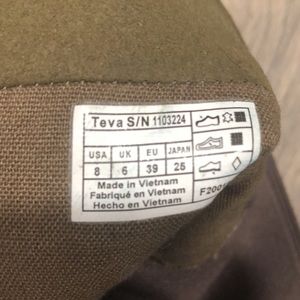 Teva S/N 1103224
USA UK EU JAPAN
8 6 39 25
Made in Vietnam
Fabriqué en Vietnam
Hecho en Vietnam